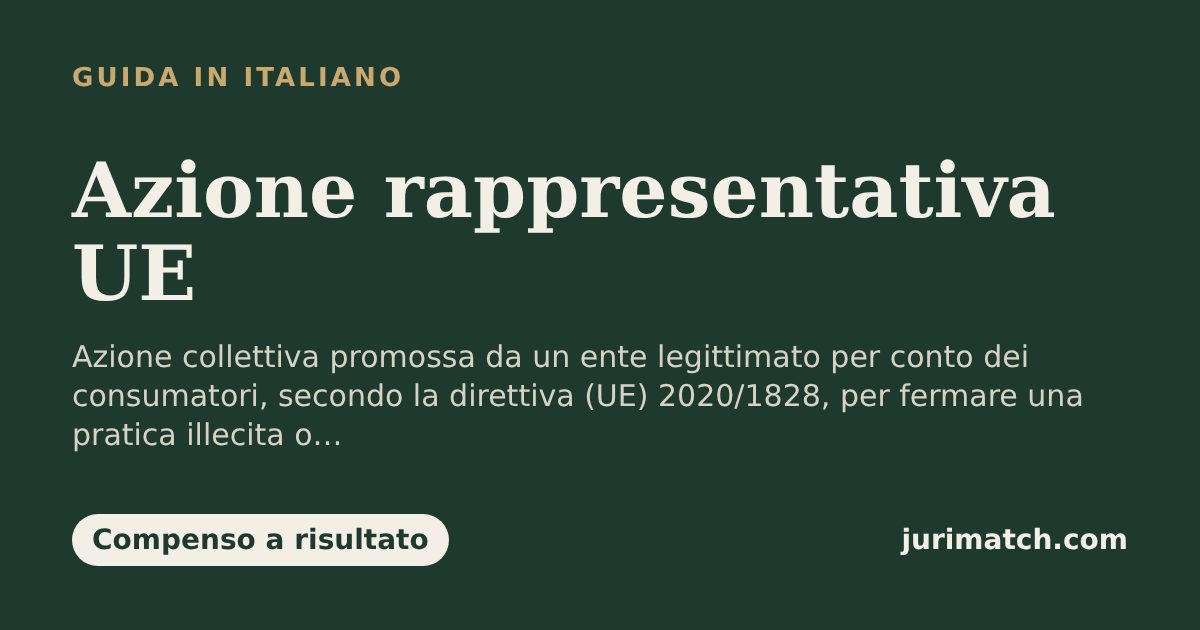 GUIDA IN ITALIANO
Azione rappresentativa
UE
Azione collettiva promossa da un ente legittimato per conto dei
consumatori, secondo la direttiva (UE) 2020/1828, per fermare una
pratica illecita o…
Compenso a risultato
jurimatch.com